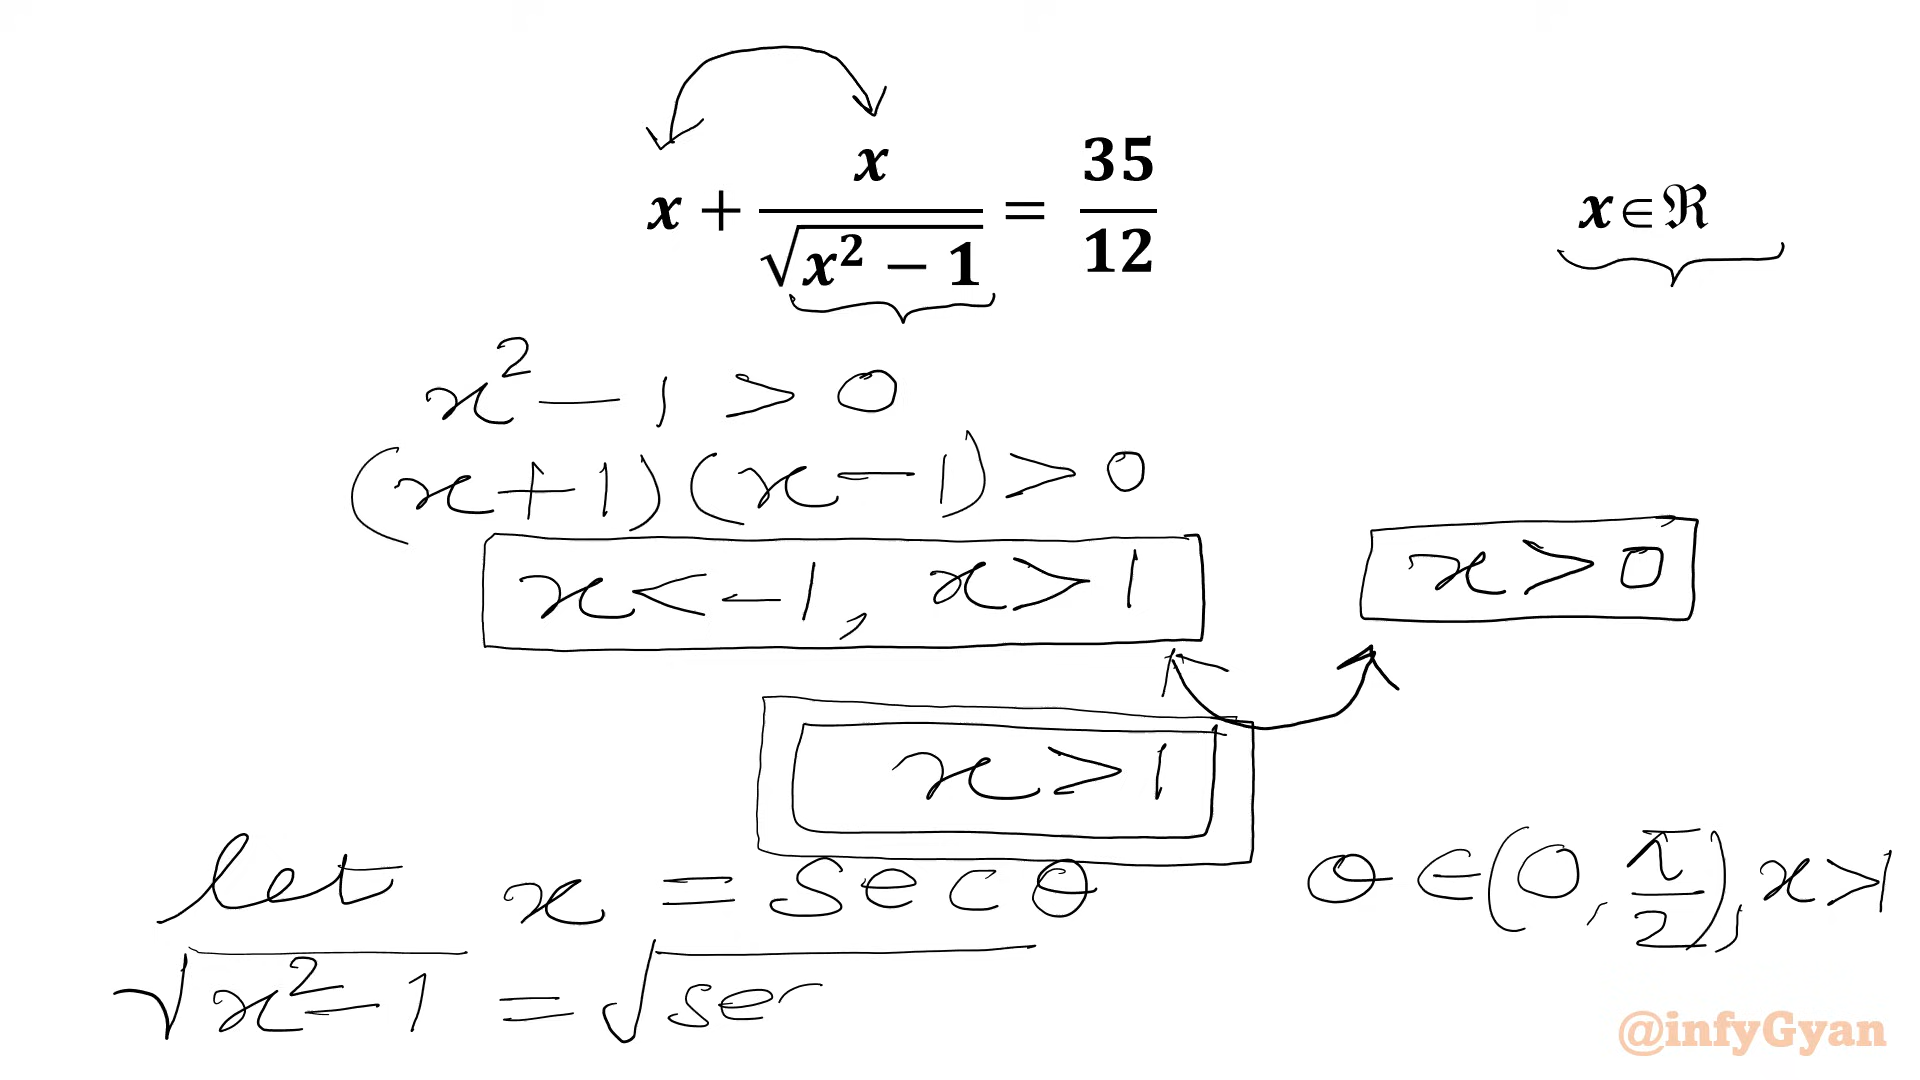 x + x/√(x² − 1) = 35/12
x∈ℜ
x² − 1 > 0
(x+1)(x−1) > 0
x < −1, x > 1
x > 0
x > 1
let x = secθ
θ ∈ (0, π/2), x > 1
√(x² − 1) = √(sec
@infyGyan